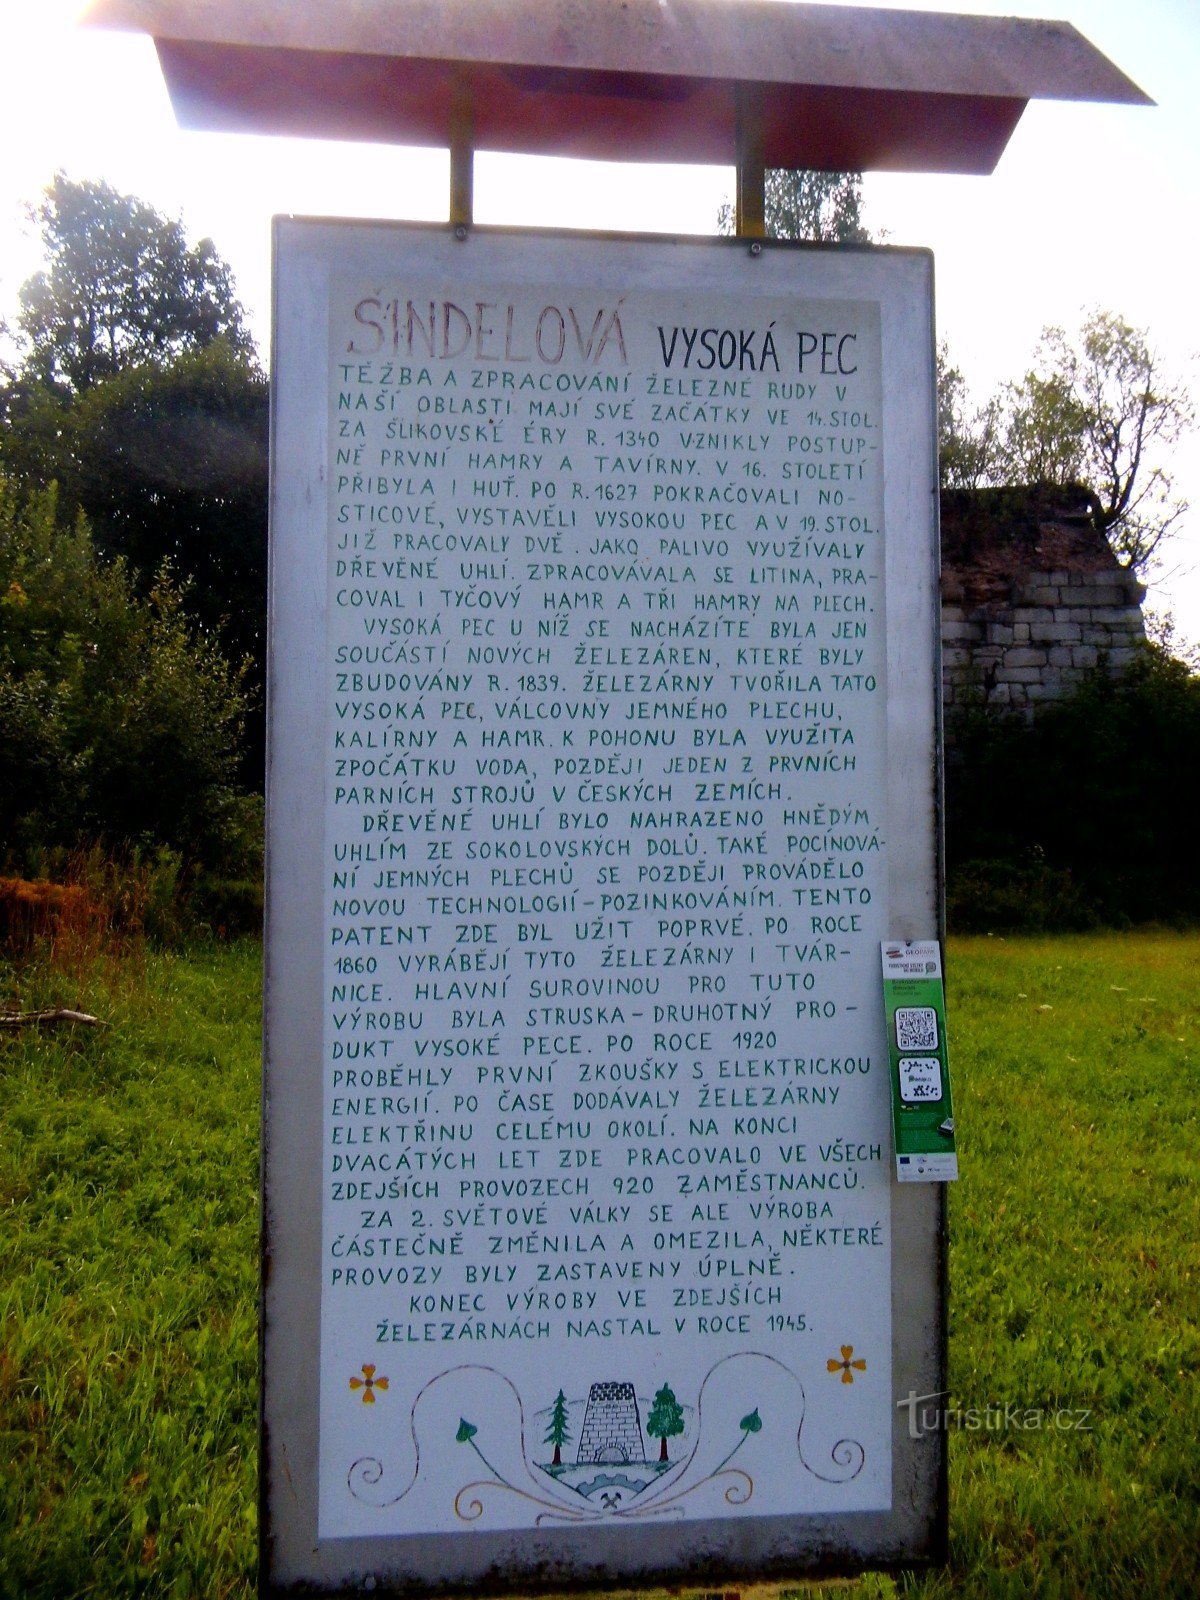 ŠINDELOVÁ VYSOKÁ PEC
TĚŽBA A ZPRACOVÁNÍ ŽELEZNÉ RUDY V
NAŠÍ OBLASTI MAJÍ SVÉ ZAČÁTKY VE 14. STOL.
ZA ŠLIKOVSKÉ ÉRY R. 1340 VZNIKLY POSTUP-
NĚ PRVNÍ HAMRY A TAVÍRNY. V 16. STOLETÍ
PŘIBYLA I HUŤ. PO R. 1627 POKRAČOVALI NO-
STICOVÉ, VYSTAVĚLI VYSOKOU PEC A V 19. STOL.
JIŽ PRACOVALY DVĚ. JAKO PALIVO VYUŽÍVALY
DŘEVĚNÉ UHLÍ. ZPRACOVÁVALA SE LITINA, PRA-
COVAL I TYČOVÝ HAMR A TŘI HAMRY NA PLECH.
VYSOKÁ PEC U NÍŽ SE NACHÁZÍTE BYLA JEN
SOUČÁSTÍ NOVÝCH ŽELEZÁREN, KTERÉ BYLY
ZBUDOVÁNY R. 1839. ŽELEZÁRNY TVOŘILA TATO
VYSOKÁ PEC, VÁLCOVNY JEMNÉHO PLECHU,
KALÍRNY A HAMR. K POHONU BYLA VYUŽITA
ZPOČÁTKU VODA, POZDĚJI JEDEN Z PRVNÍCH
PARNÍCH STROJŮ V ČESKÝCH ZEMÍCH.
DŘEVĚNÉ UHLÍ BYLO NAHRAZENO HNĚDÝM
UHLÍM ZE SOKOLOVSKÝCH DOLŮ. TAKÉ POCÍNOVÁ-
NÍ JEMNÝCH PLECHŮ SE POZDĚJI PROVÁDĚLO
NOVOU TECHNOLOGIÍ - POZINKOVÁNÍM. TENTO
PATENT ZDE BYL UŽIT POPRVÉ. PO ROCE
1860 VYRÁBĚJÍ TYTO ŽELEZÁRNY I TVÁR-
NICE. HLAVNÍ SUROVINOU PRO TUTO
VÝROBU BYLA STRUSKA - DRUHOTNÝ PRO-
DUKT VYSOKÉ PECE. PO ROCE 1920
PROBĚHLY PRVNÍ ZKOUŠKY S ELEKTRICKOU
ENERGIÍ. PO ČASE DODÁVALY ŽELEZÁRNY
ELEKTŘINU CELÉMU OKOLÍ. NA KONCI
DVACÁTÝCH LET ZDE PRACOVALO VE VŠECH
ZDEJŠÍCH PROVOZECH 920 ZAMĚSTNANCŮ.
ZA 2. SVĚTOVÉ VÁLKY SE ALE VÝROBA
ČÁSTEČNĚ ZMĚNILA A OMEZILA, NĚKTERÉ
PROVOZY BYLY ZASTAVENY ÚPLNĚ.
KONEC VÝROBY VE ZDEJŠÍCH
ŽELEZÁRNÁCH NASTAL V ROCE 1945.
GEOPARK
Turistika.cz